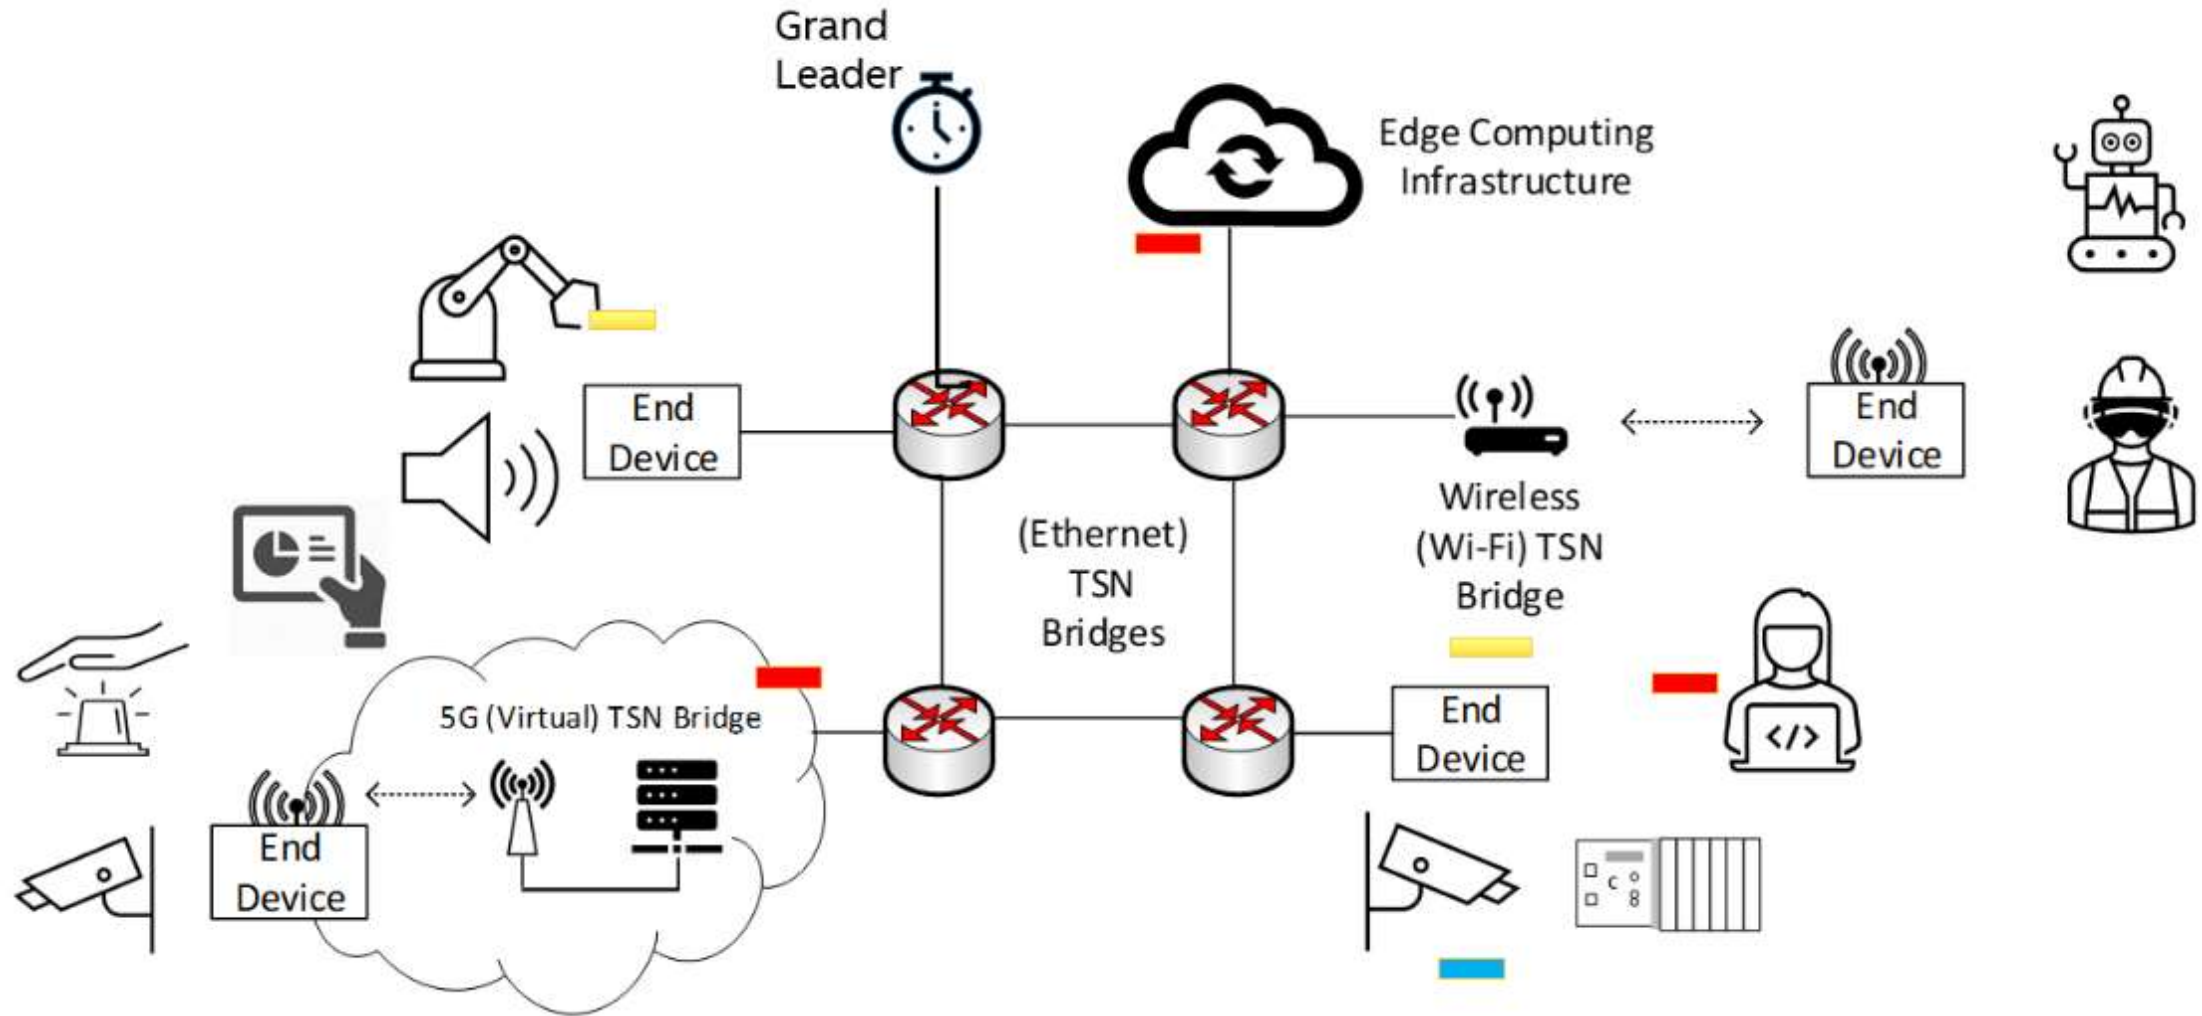 Grand
Leader
Edge Computing
Infrastructure
End
Device
End
Device
(Ethernet)
TSN
Bridges
Wireless
(Wi-Fi) TSN
Bridge
5G (Virtual) TSN Bridge
End
Device
</>
End
Device
C